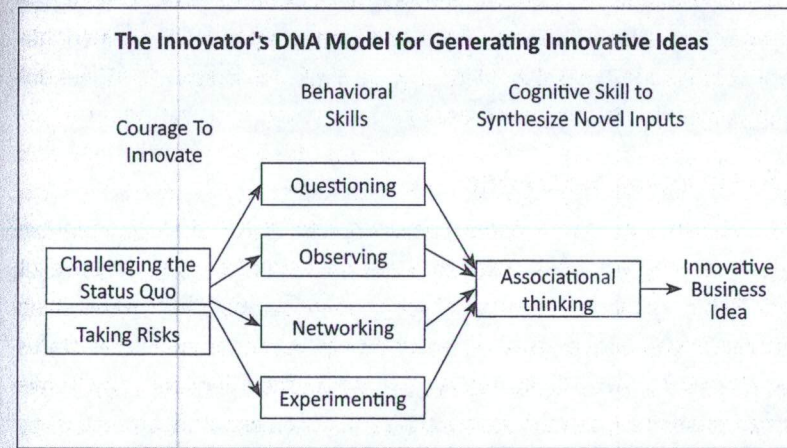 The Innovator's DNA Model for Generating Innovative Ideas
Courage To
Innovate
Behavioral
Skills
Cognitive Skill to
Synthesize Novel Inputs
Challenging the
Status Quo
Taking Risks
Questioning
Observing
Networking
Experimenting
Associational
thinking
Innovative
Business
Idea